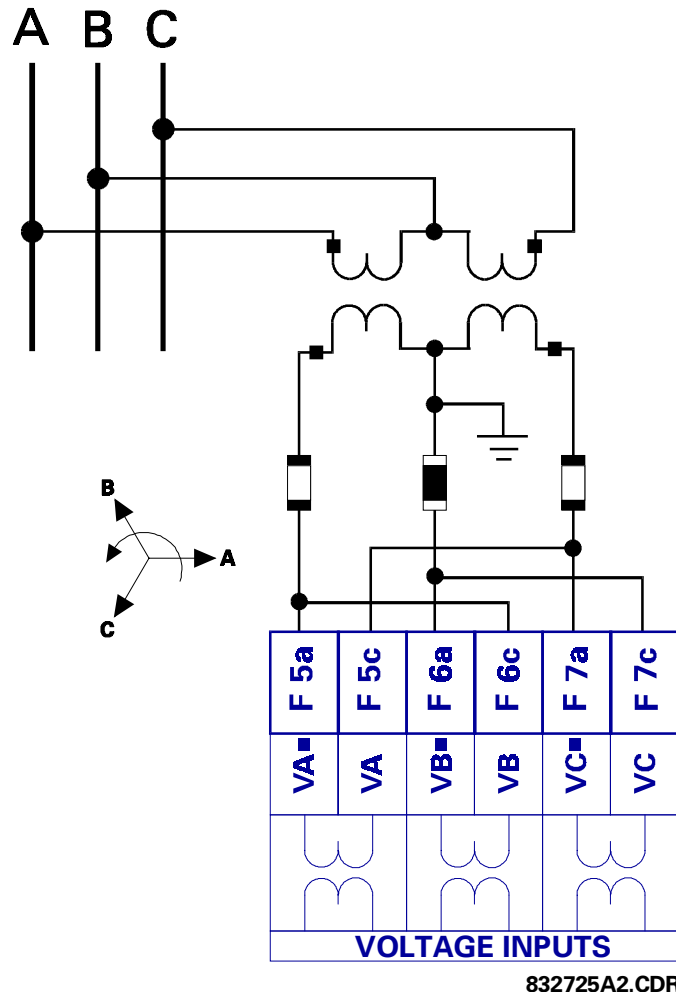 A B C
B
A
C
F 5a F 5c F 6a F 6c F 7a F 7c
VA■ VA VB■ VB VC■ VC
VOLTAGE INPUTS
832725A2.CDR